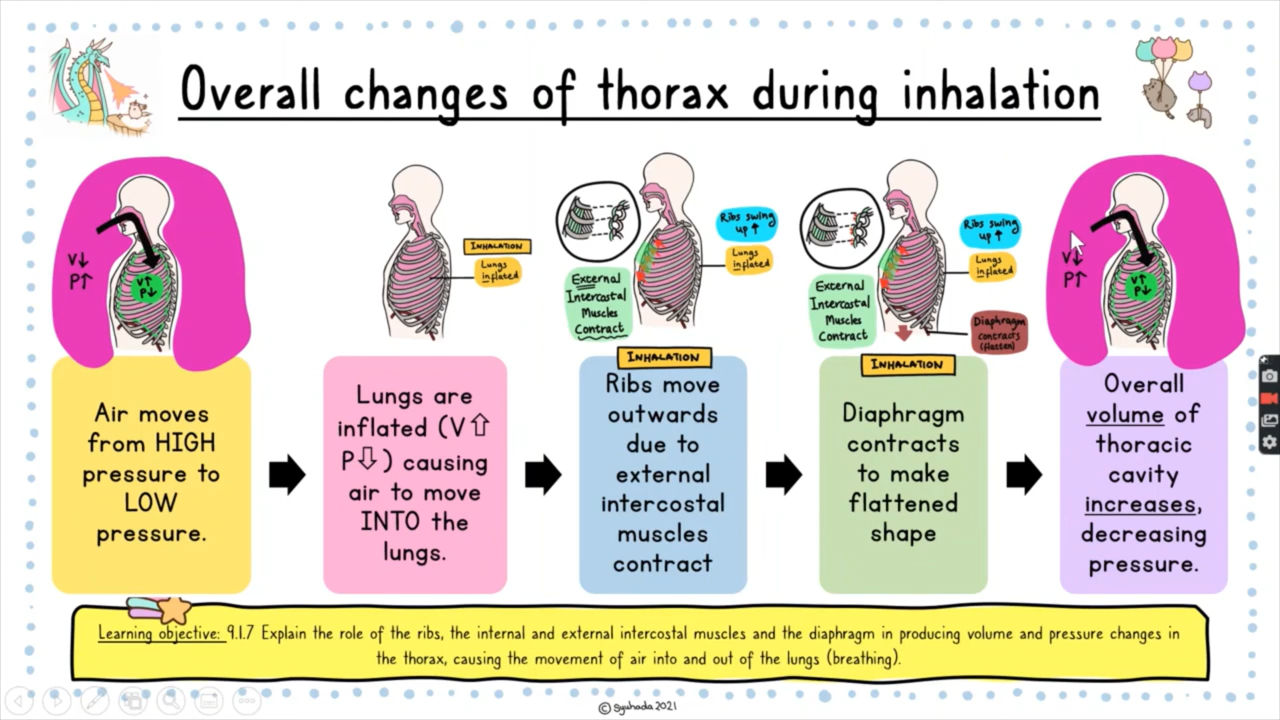 Overall changes of thorax during inhalation
V↓
P↑
V↑
P↓
Air moves
from HIGH
pressure to
LOW
pressure.
INHALATION
Lungs
inflated
Lungs are
inflated (V⇧
P⇩) causing
air to move
INTO the
lungs.
Ribs swing
up ↑
Lungs
inflated
External
Intercostal
Muscles
Contract
INHALATION
Ribs move
outwards
due to
external
intercostal
muscles
contract
Ribs swing
up ↑
Lungs
inflated
External
Intercostal
Muscles
Contract
Diaphragm
contracts
(flatten)
INHALATION
Diaphragm
contracts
to make
flattened
shape
V↓
P↑
V↑
P↓
Overall
volume of
thoracic
cavity
increases,
decreasing
pressure.
Learning objective: 9.1.7 Explain the role of the ribs, the internal and external intercostal muscles and the diaphragm in producing volume and pressure changes in
the thorax, causing the movement of air into and out of the lungs (breathing).
© Syuhada 2021